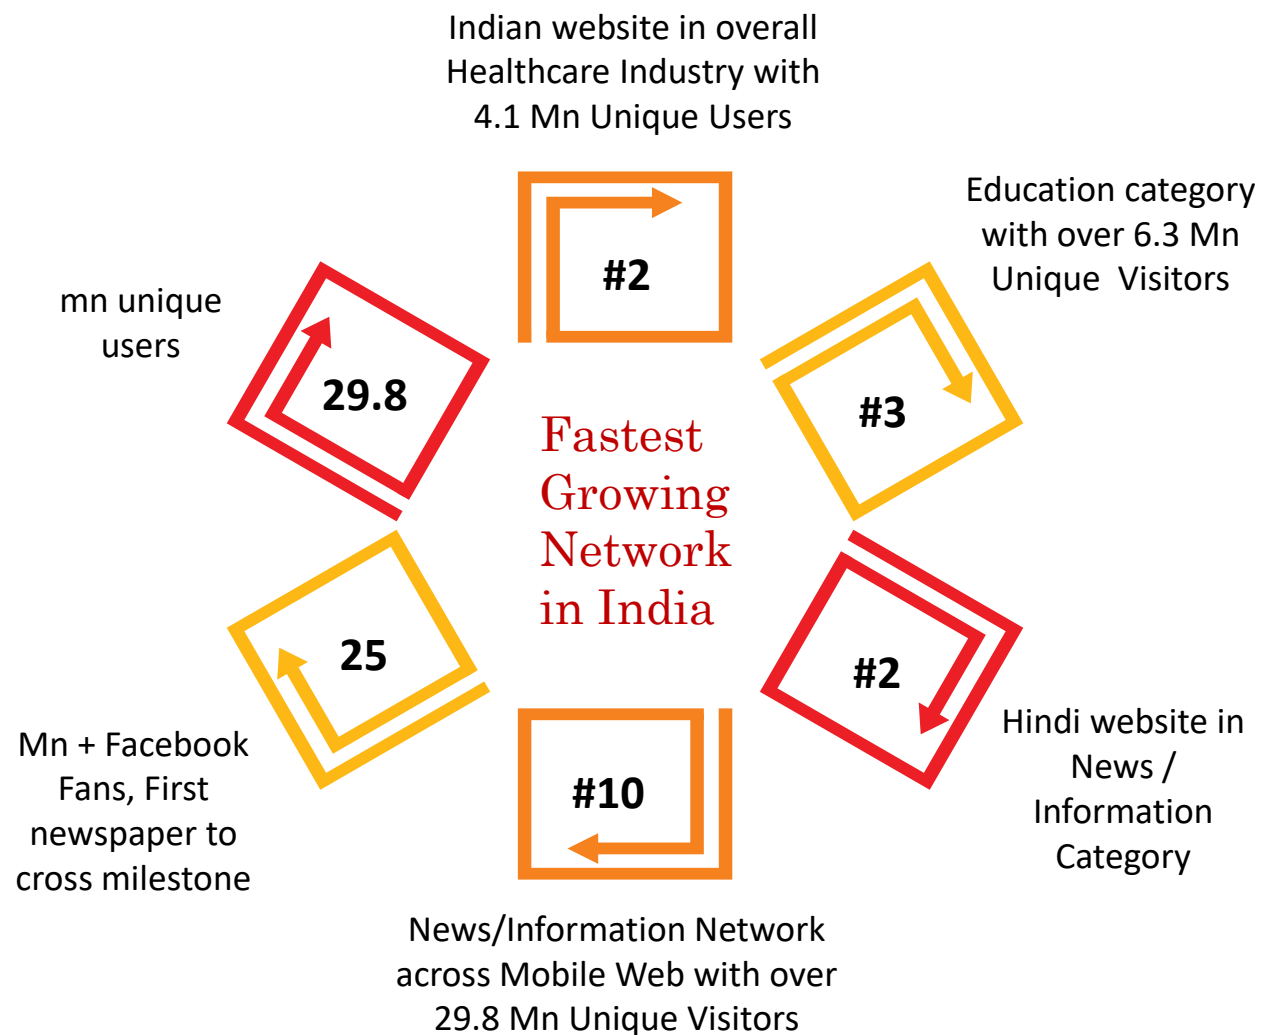 Indian website in overall
Healthcare Industry with
4.1 Mn Unique Users
#2
Education category
with over 6.3 Mn
Unique  Visitors
#3
#2
Hindi website in
News /
Information
Category
#10
News/Information Network
across Mobile Web with over
29.8 Mn Unique Visitors
25
Mn + Facebook
Fans, First
newspaper to
cross milestone
mn unique
users
29.8
Fastest
Growing
Network
in India